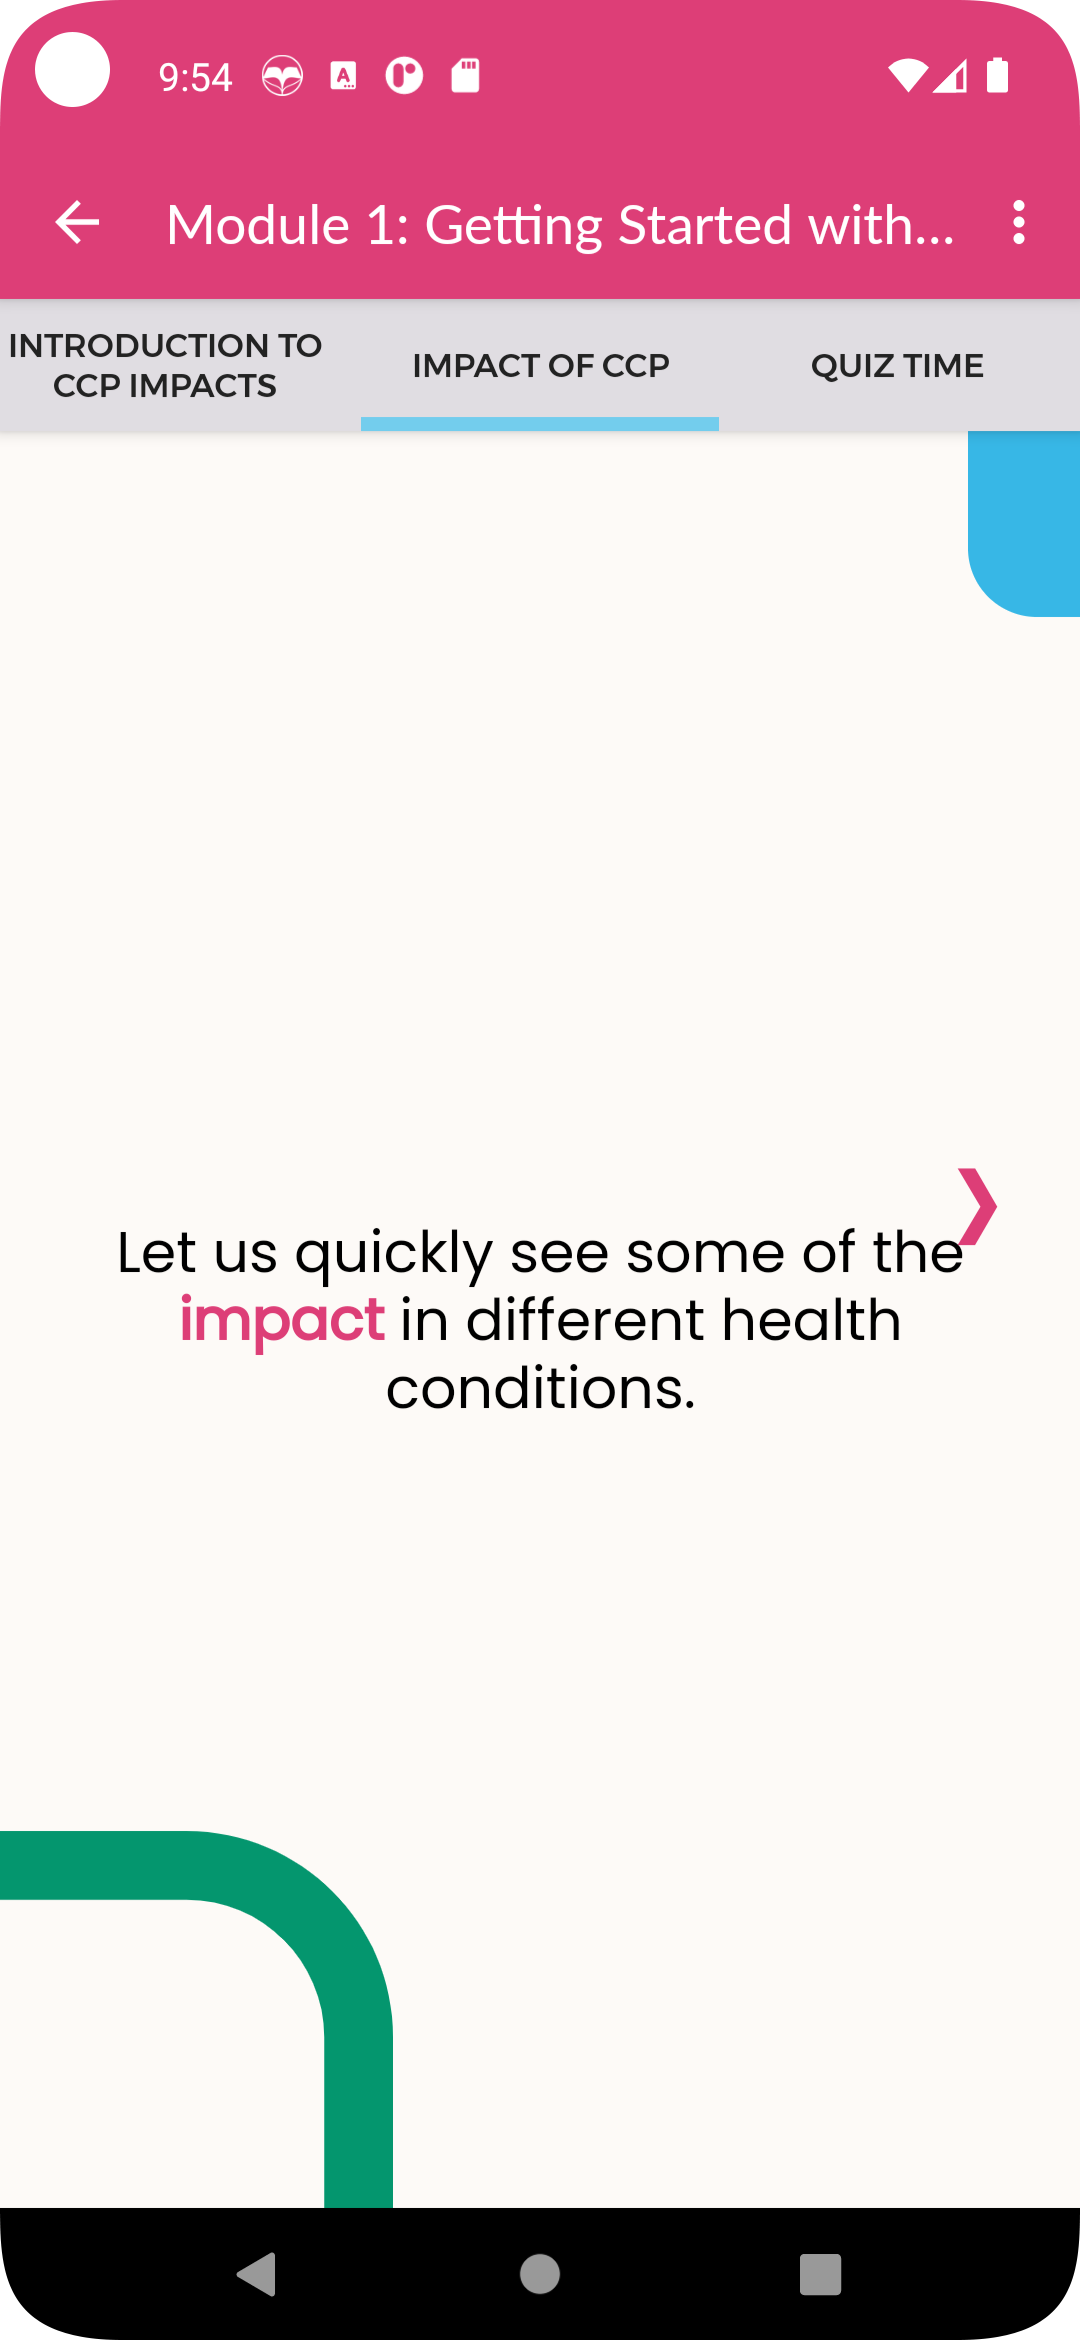 9:54
Module 1: Getting Started with...
INTRODUCTION TO
CCP IMPACTS
IMPACT OF CCP
QUIZ TIME
Let us quickly see some of the
impact in different health
conditions.